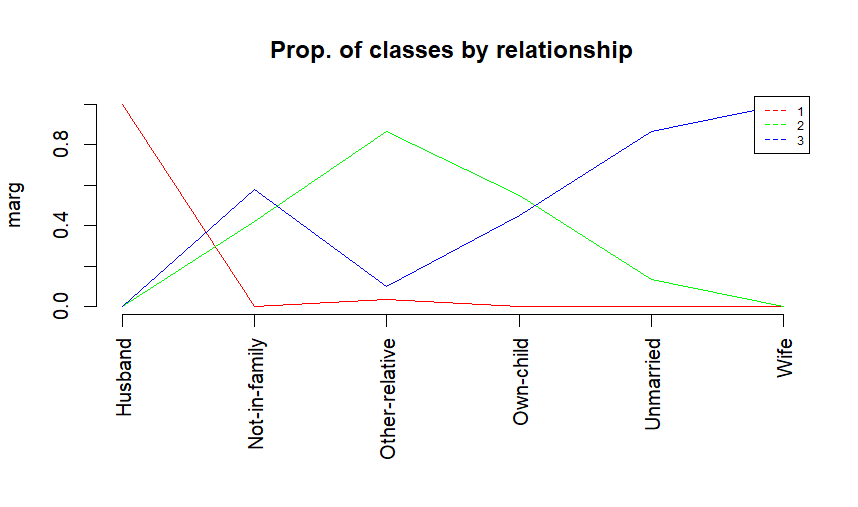 Prop. of classes by relationship
1
2
3
marg
0.8
0.4
0.0
Husband
Not-in-family
Other-relative
Own-child
Unmarried
Wife